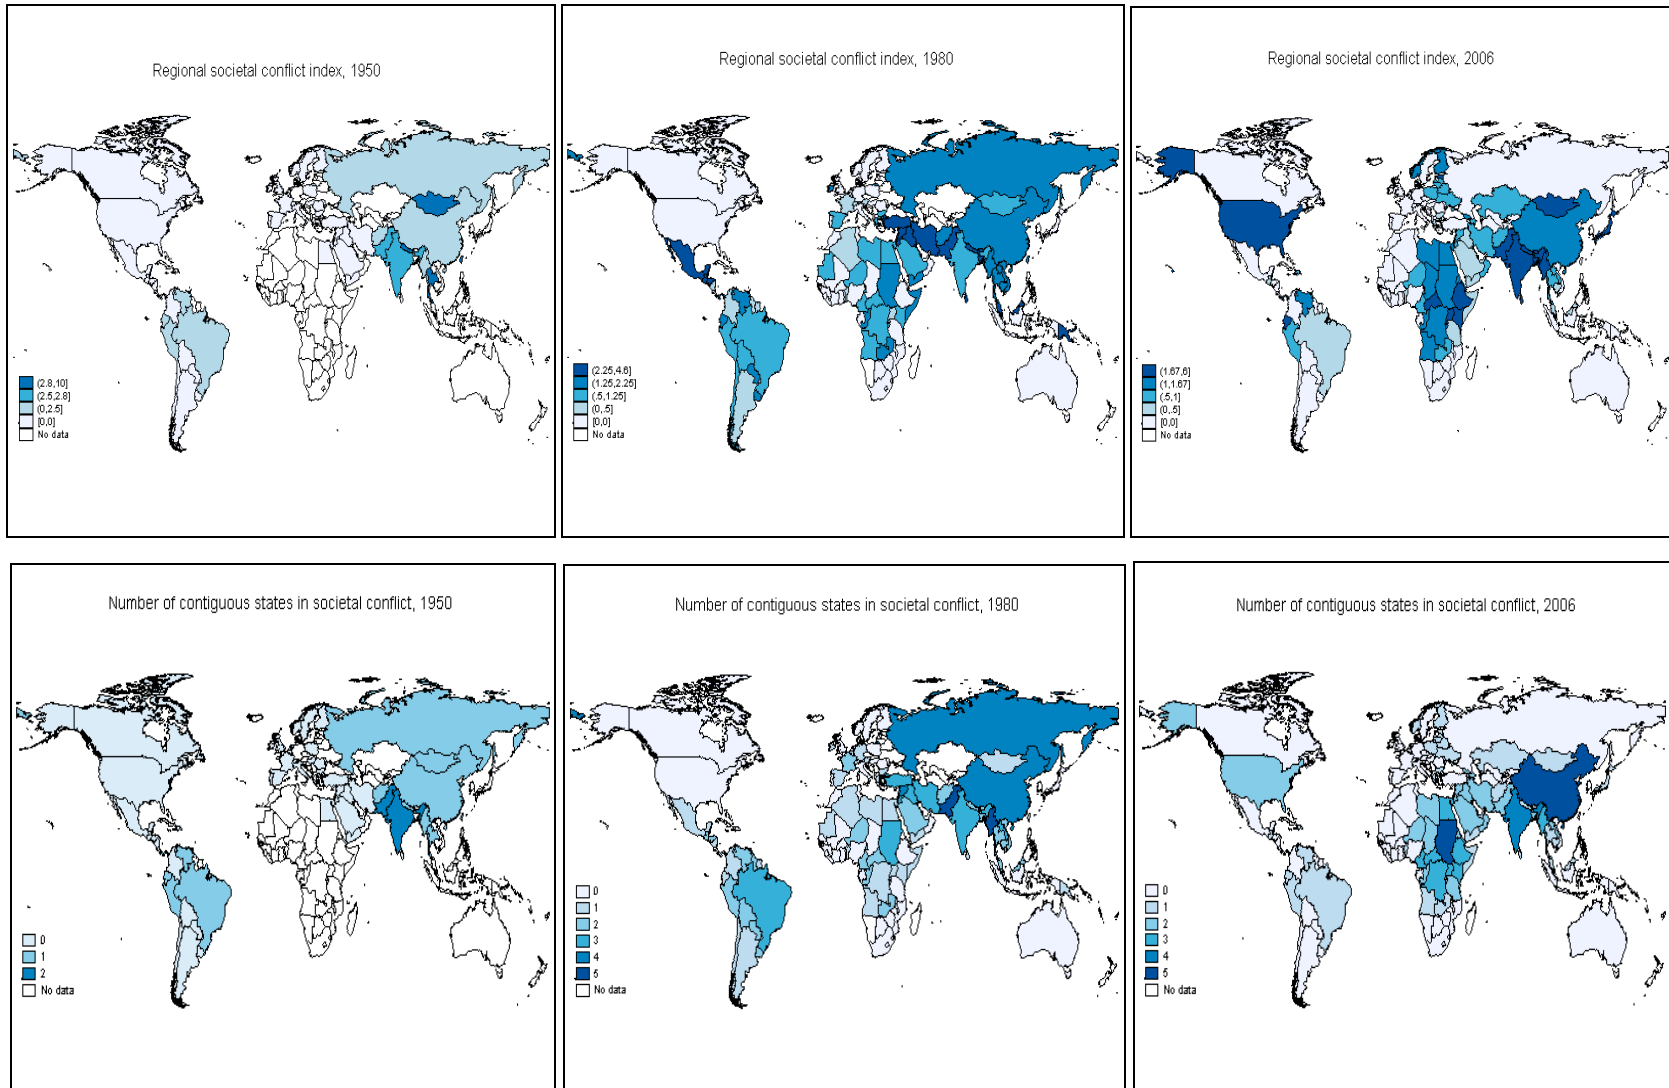 Regional societal conflict index, 1950
(2.8,10]
(2.5,2.8]
(0,2.5]
[0,0]
No data
Regional societal conflict index, 1980
(2.25,4.6]
(1.25,2.25]
(.5,1.25]
(0,.5]
[0,0]
No data
Regional societal conflict index, 2006
(1.67,6]
(1,1.67]
(.5,1]
(0,.5]
[0,0]
No data
Number of contiguous states in societal conflict, 1950
0
1
2
No data
Number of contiguous states in societal conflict, 1980
0
1
2
3
4
5
No data
Number of contiguous states in societal conflict, 2006
0
1
2
3
4
5
No data